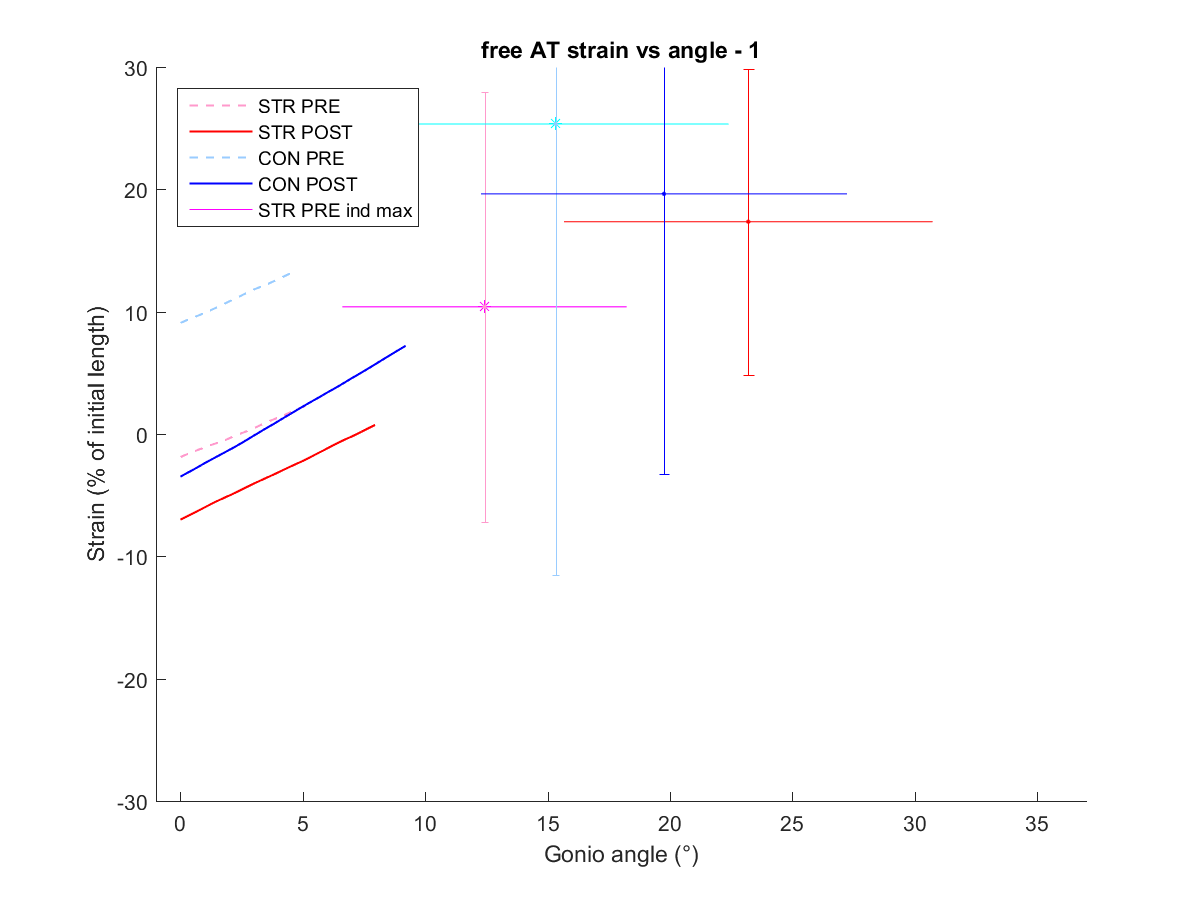 free AT strain vs angle - 1
STR PRE
STR POST
CON PRE
CON POST
STR PRE ind max
30
20
10
0
-10
-20
-30
Strain (% of initial length)
0 5 10 15 20 25 30 35
Gonio angle (°)